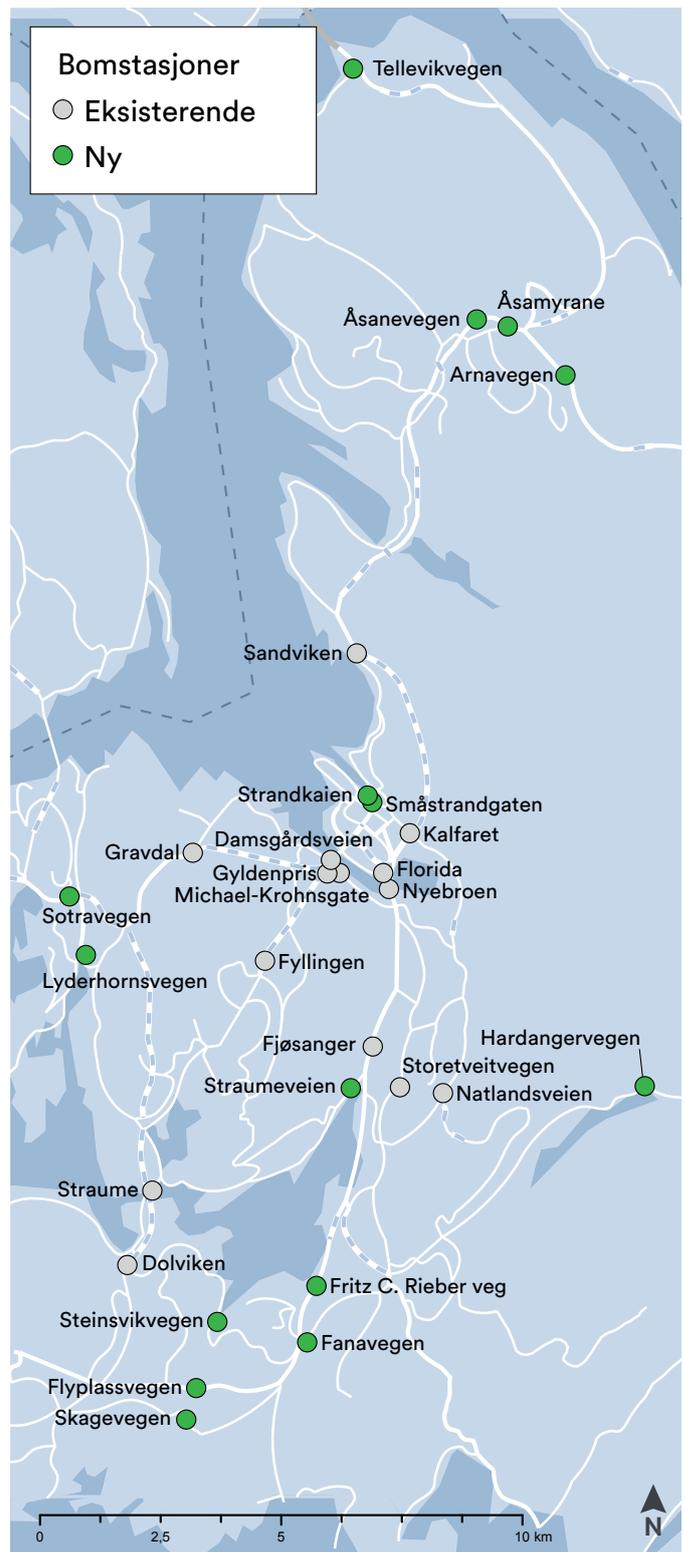 Bomstasjoner
Eksisterende
Ny
Tellevikvegen
Åsamyrane
Åsanevegen
Arnavegen
Sandviken
Strandkaien
Småstrandgaten
Kalfaret
Damsgårdsveien
Gravdal
Florida
Gyldenpris
Nyebroen
Michael-Krohnsgate
Sotravegen
Fyllingen
Lyderhornsvegen
Hardangervegen
Fjøsanger
Storetveitvegen
Straumeveien
Natlandsveien
Straume
Dolviken
Fritz C. Rieber veg
Steinsvikvegen
Fanavegen
Flyplassvegen
Skagevegen
N
0 2,5 5 10 km